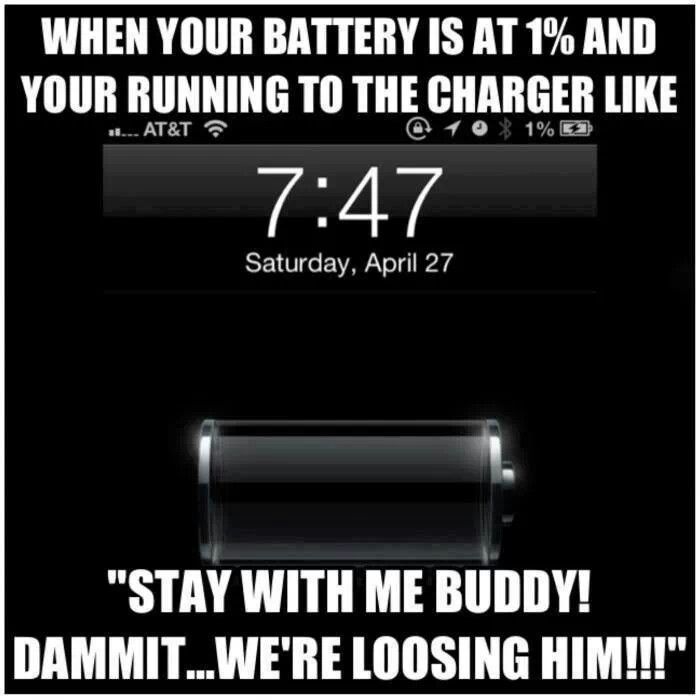 WHEN YOUR BATTERY IS AT 1% AND
YOUR RUNNING TO THE CHARGER LIKE
AT&T 1%
7:47
Saturday, April 27
"STAY WITH ME BUDDY!
DAMMIT...WE'RE LOOSING HIM!!!"